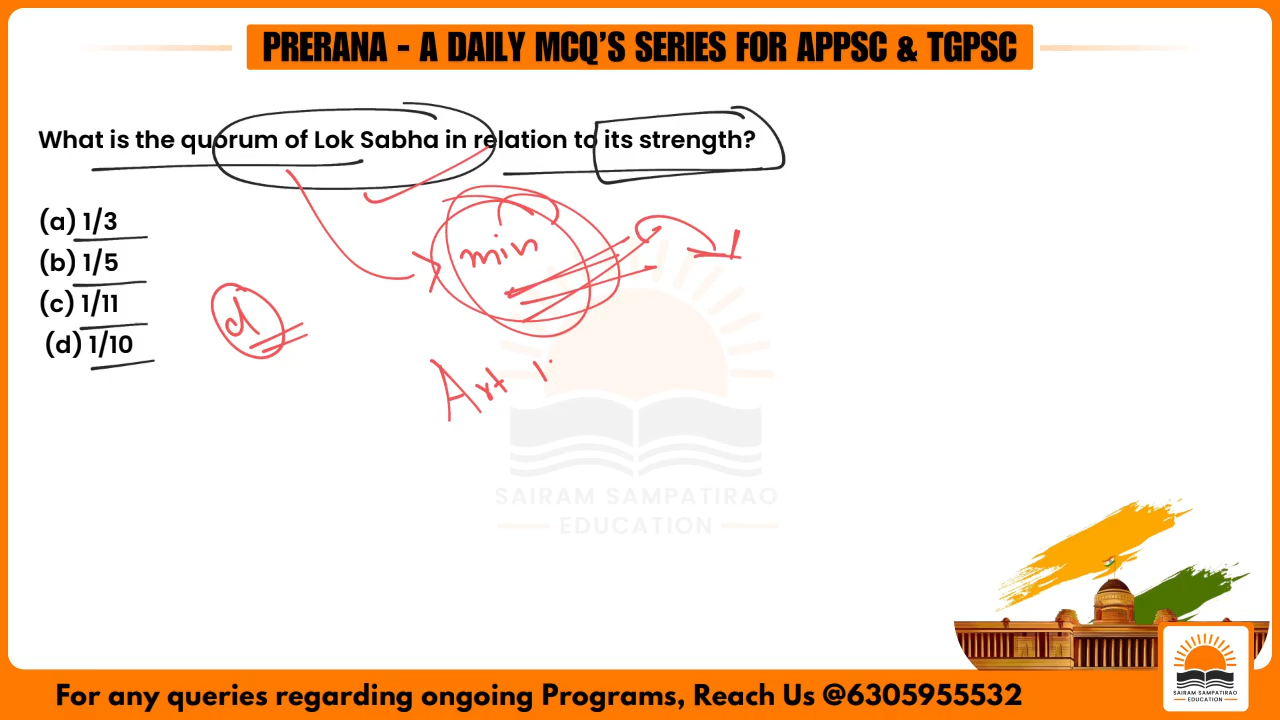 PRERANA - A DAILY MCQ'S SERIES FOR APPSC & TGPSC
What is the quorum of Lok Sabha in relation to its strength?
(a) 1/3
(b) 1/5
(c) 1/11
(d) 1/10
min
d
Art 1
SAIRAM SAMPATIRAO
EDUCATION
For any queries regarding ongoing Programs, Reach Us @6305955532
SAIRAM SAMPATIRAO
EDUCATION